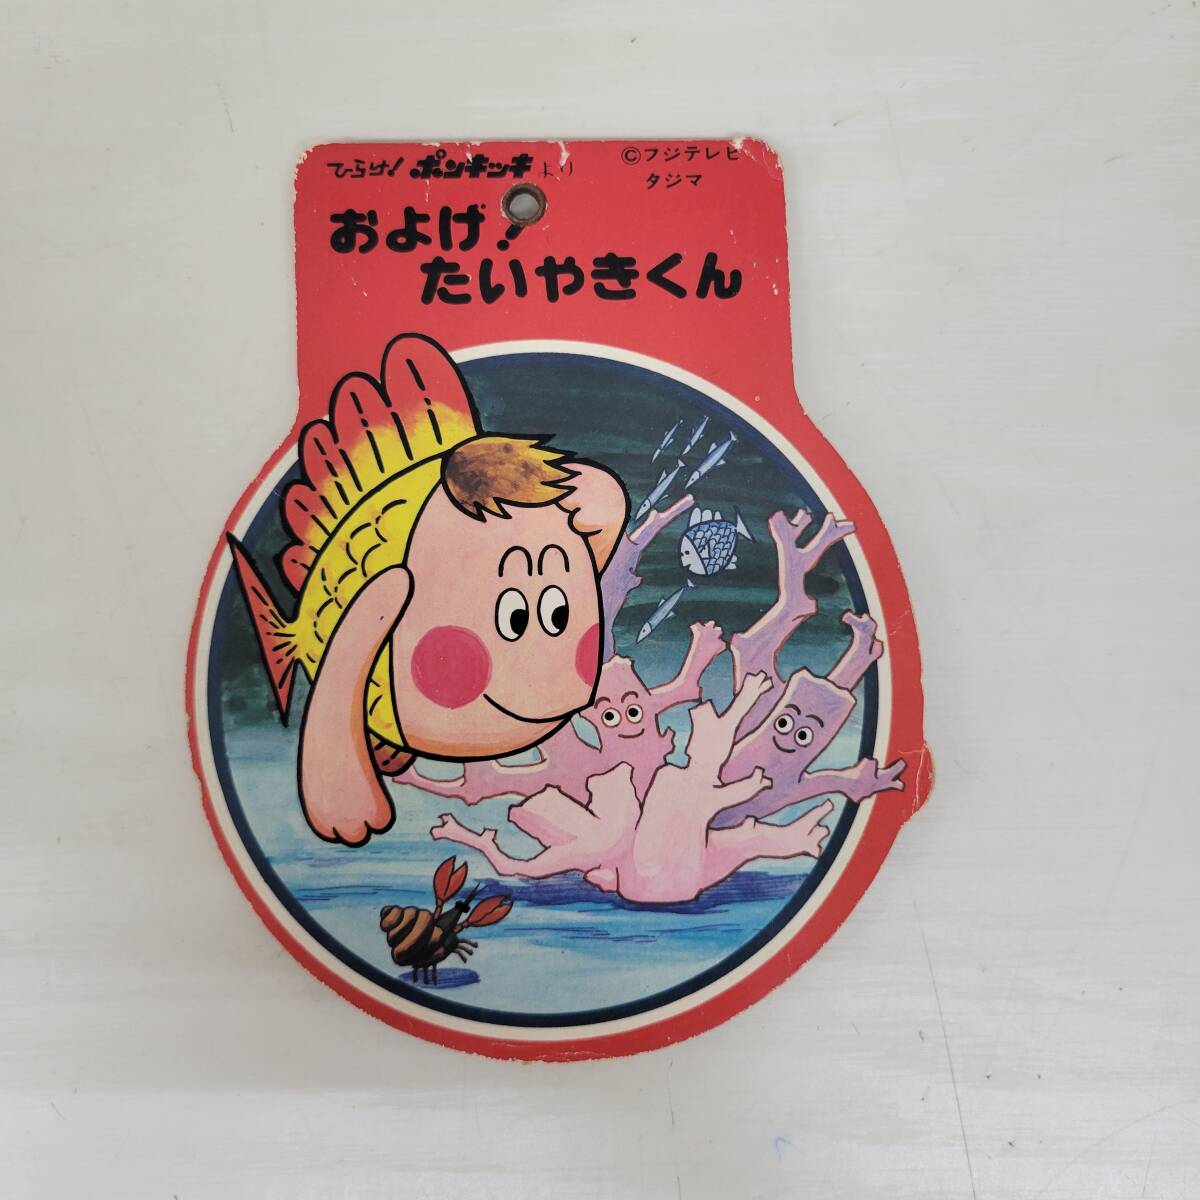 ひらけ!ポンキッキより
©フジテレビ
タジマ
およげ!
たいやきくん